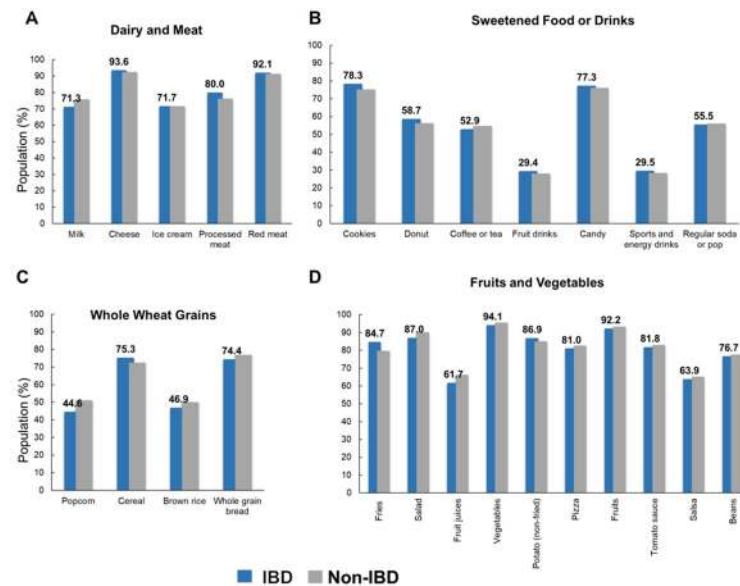 A
Dairy and Meat
Population (%)
100
90
80
70
60
50
40
30
20
10
0
71.3
93.6
71.7
80.0
92.1
Milk
Cheese
Ice cream
Processed
meat
Red meat
B
Sweetened Food or Drinks
100
90
80
70
60
50
40
30
20
10
0
78.3
58.7
52.9
29.4
77.3
29.5
55.5
Cookies
Donut
Coffee or tea
Fruit drinks
Candy
Sports and
energy drinks
Regular soda
or pop
C
Whole Wheat Grains
Population (%)
100
90
80
70
60
50
40
30
20
10
0
44.6
75.3
46.9
74.4
Popcorn
Cereal
Brown rice
Whole grain
bread
D
Fruits and Vegetables
100
90
80
70
60
50
40
30
20
10
0
84.7
87.0
61.7
94.1
86.9
81.0
92.2
81.8
63.9
76.7
Fries
Salad
Fruit juices
Vegetables
Potato (non-fried)
Pizza
Fruits
Tomato sauce
Salsa
Beans
IBD
Non-IBD